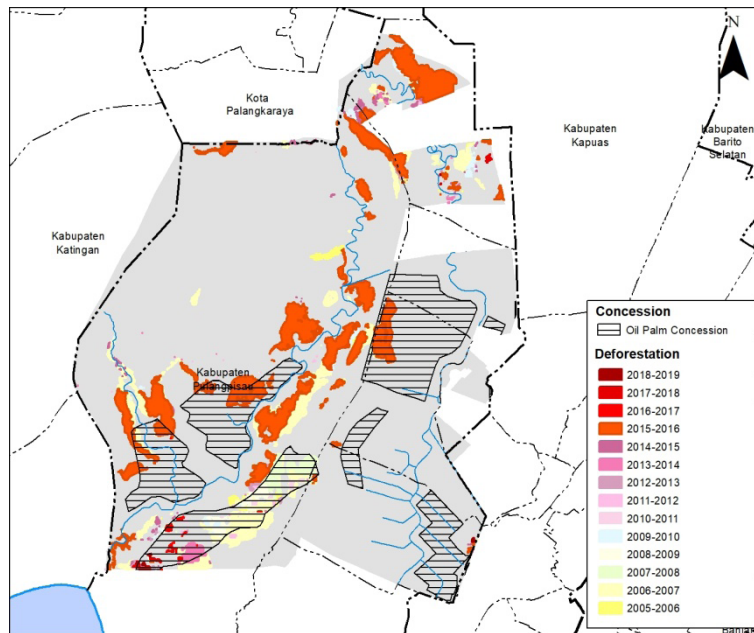 N
Kota
Palangkaraya
Kabupaten
Kapuas
Kabupaten
Barito
Selatan
Kabupaten
Katingan
Kabupaten
Pulangpisau
Concession
Oil Palm Concession
Deforestation
2018-2019
2017-2018
2016-2017
2015-2016
2014-2015
2013-2014
2012-2013
2011-2012
2010-2011
2009-2010
2008-2009
2007-2008
2006-2007
2005-2006